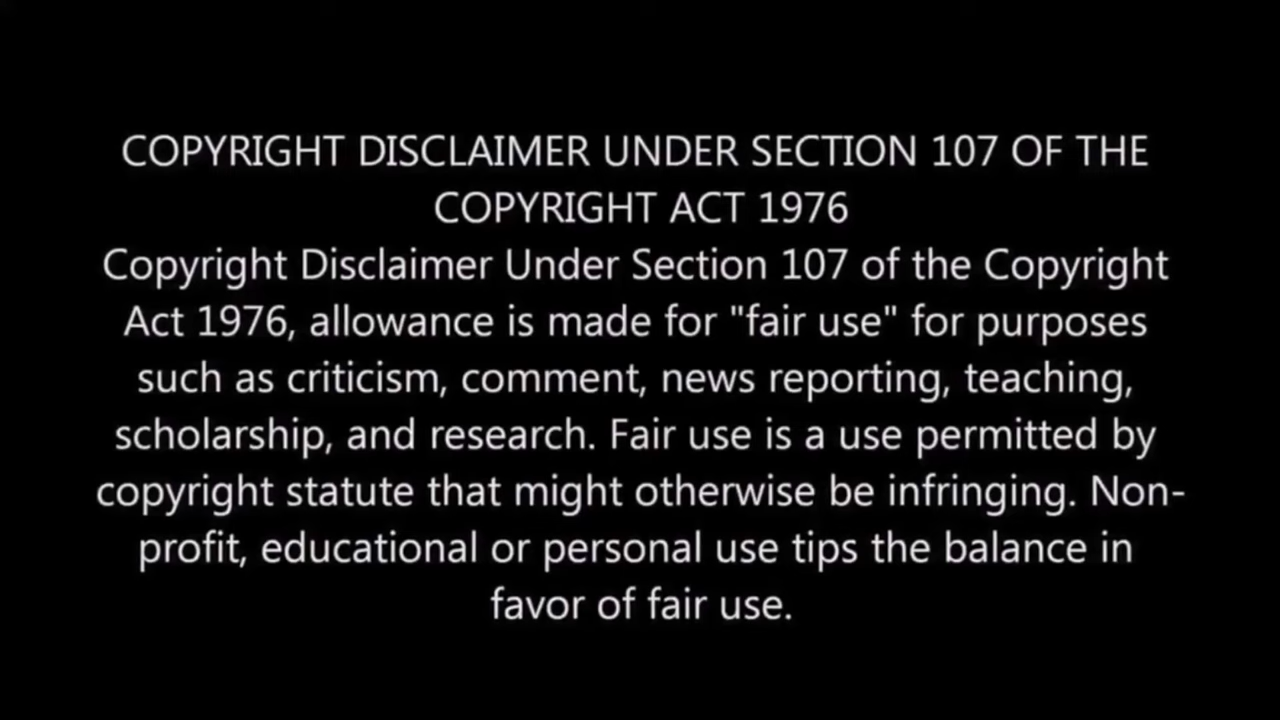 COPYRIGHT DISCLAIMER UNDER SECTION 107 OF THE
COPYRIGHT ACT 1976
Copyright Disclaimer Under Section 107 of the Copyright
Act 1976, allowance is made for "fair use" for purposes
such as criticism, comment, news reporting, teaching,
scholarship, and research. Fair use is a use permitted by
copyright statute that might otherwise be infringing. Non-
profit, educational or personal use tips the balance in
favor of fair use.